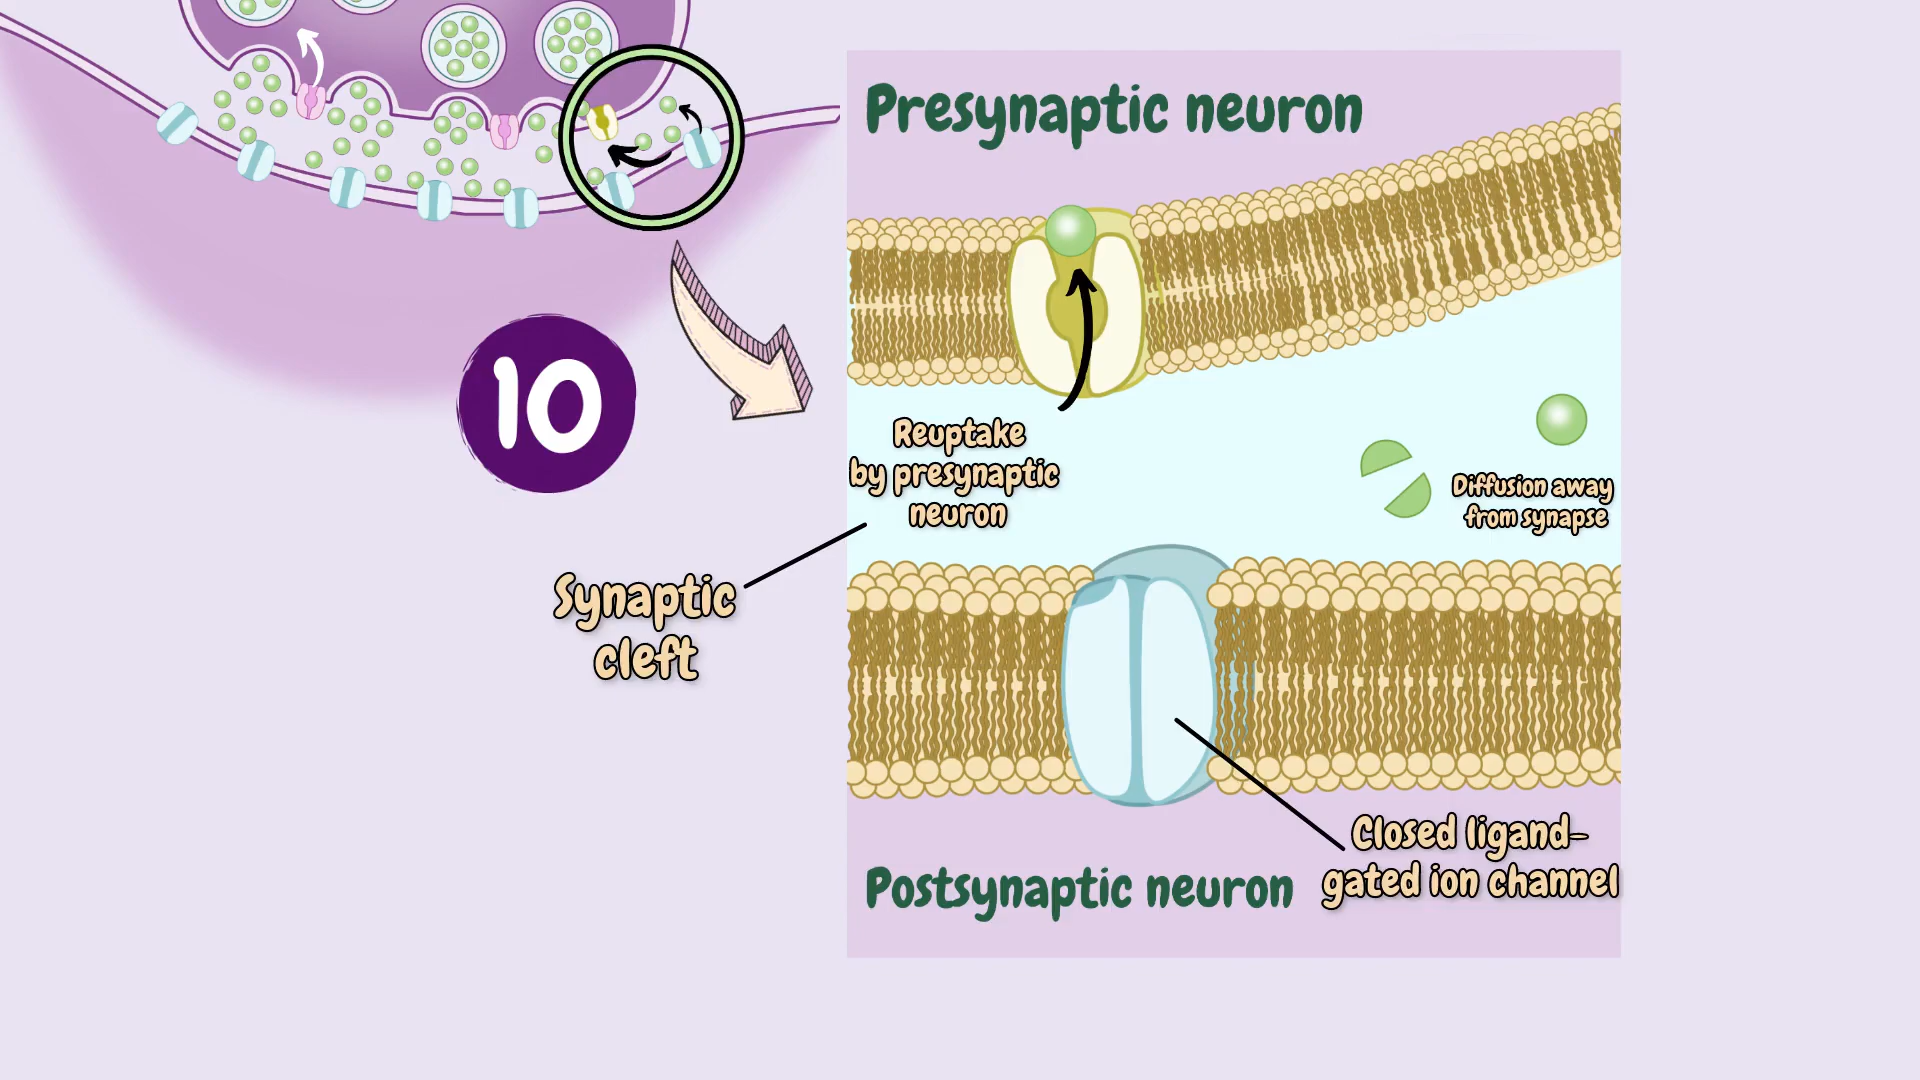 Presynaptic neuron
10
Reuptake
by presynaptic
neuron
Diffusion away
from synapse
Synaptic
cleft
Closed ligand-
gated ion channel
Postsynaptic neuron